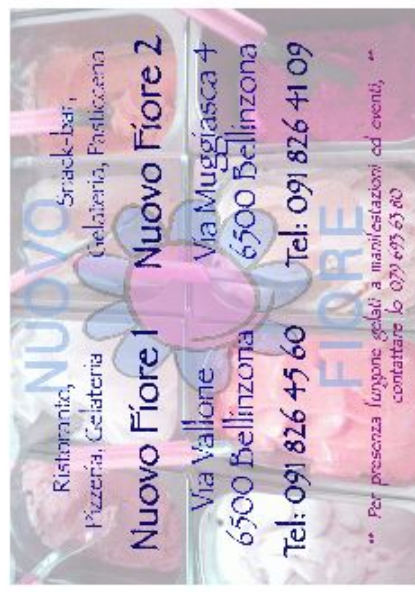 NUOVO
FIORE
Ristorante,
Pizzeria, Gelateria
Nuovo Fiore 1
Via Vallone
6500 Bellinzona
Tel: 091 826 45 60
Snack-bar,
Gelateria, Pasticceria
Nuovo Fiore 2
Via Muggiasca 4
6500 Bellinzona
Tel: 091 826 41 09
** Per presenza furgone gelati a manifestazioni ed eventi, **
contattare lo 079 693 63 80